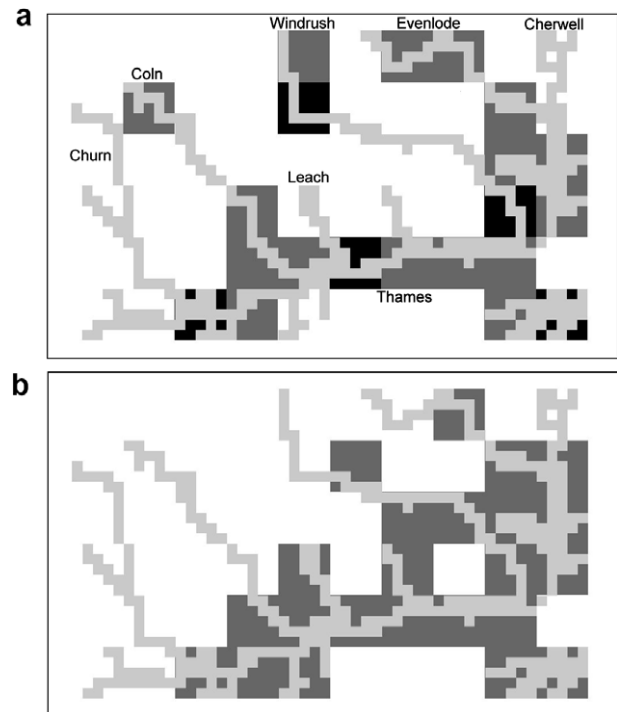 a
Windrush
Evenlode
Cherwell
Coln
Churn
Leach
Thames
b